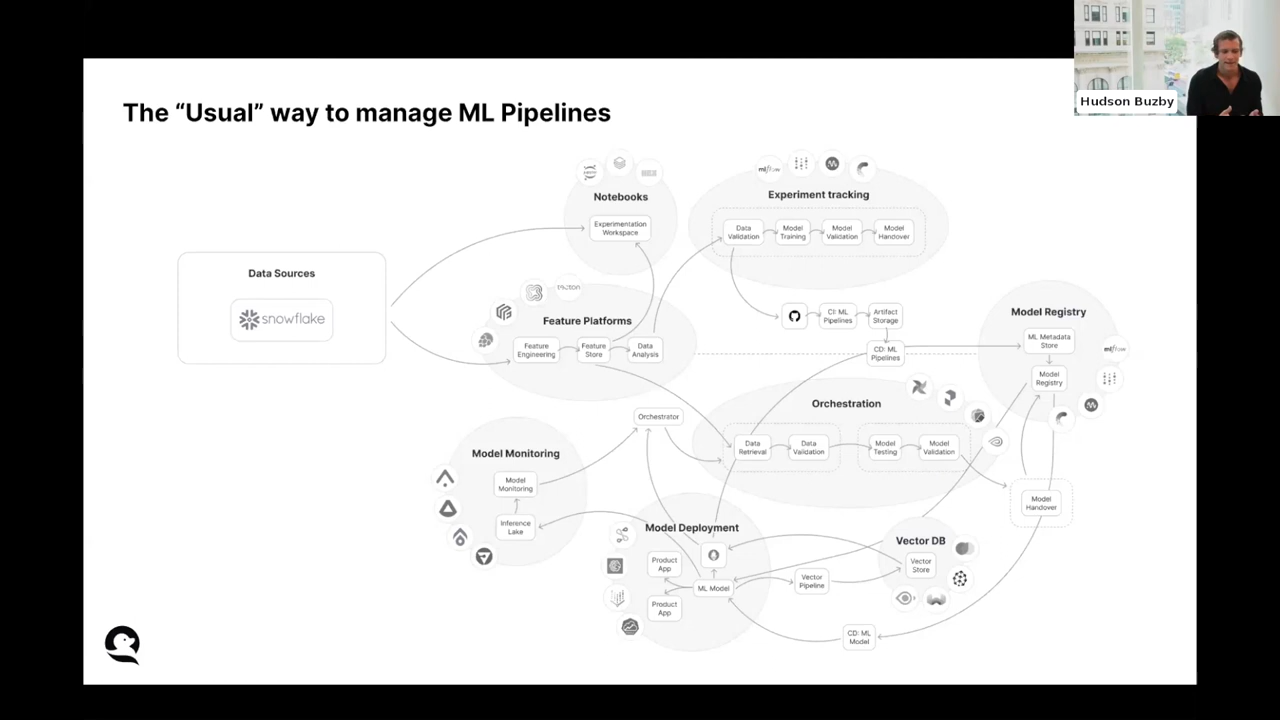 Hudson Buzby
The “Usual” way to manage ML Pipelines
Notebooks
Experimentation
Workspace
mlflow
Experiment tracking
Data
Validation
Model
Training
Model
Validation
Model
Handover
Data Sources
snowflake
Feature Platforms
Feature
Engineering
Feature
Store
Data
Analysis
CI: ML
Pipelines
Artifact
Storage
CD: ML
Pipelines
Model Registry
ML Metadata
Store
Model
Registry
mlflow
Orchestration
Orchestrator
Data
Retrieval
Data
Validation
Model
Testing
Model
Validation
Model
Handover
Model Monitoring
Model
Monitoring
Inference
Lake
Model Deployment
Product
App
Product
App
ML Model
Vector
Pipeline
Vector DB
Vector
Store
CD: ML
Model